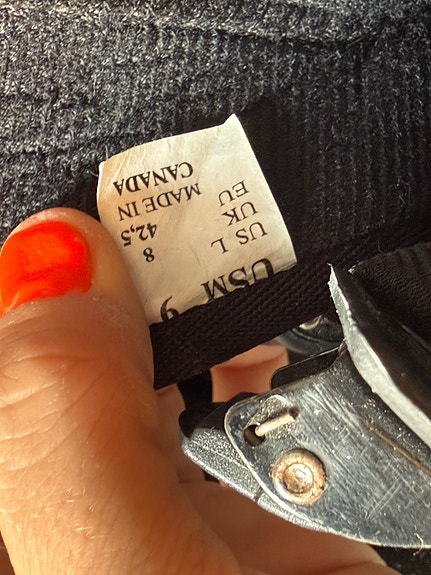 USM 9
US L
UK 8
EU 42,5
MADE IN
CANADA